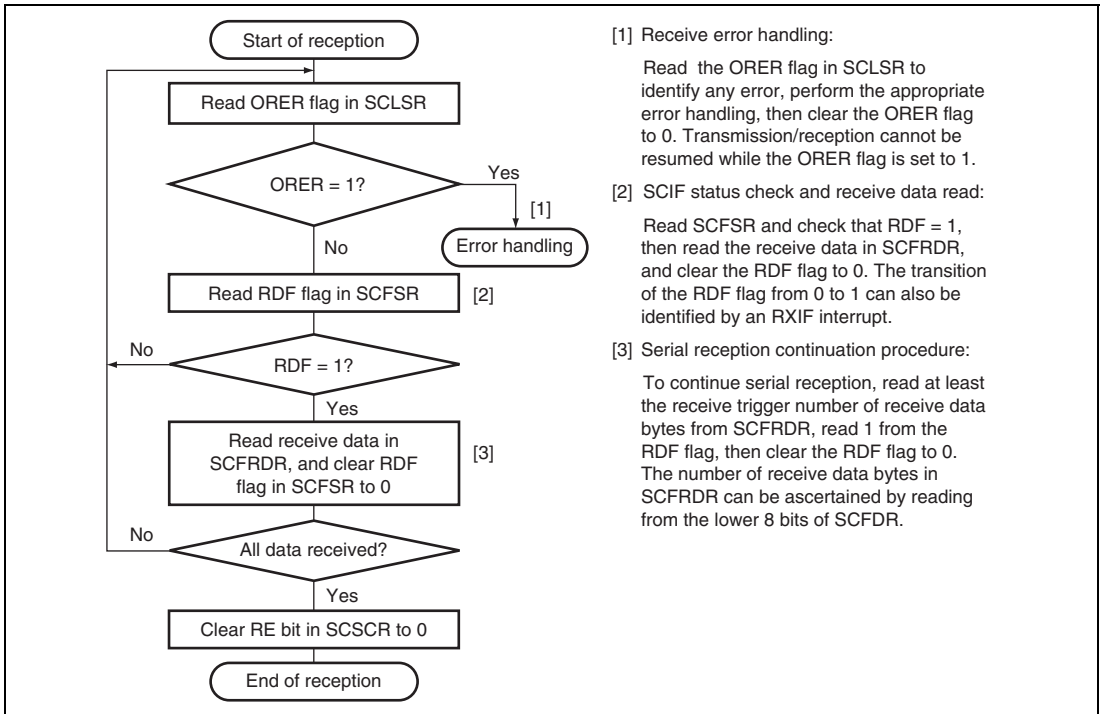 Start of reception
Read ORER flag in SCLSR
ORER = 1?
Yes
[1]
Error handling
No
Read RDF flag in SCFSR
[2]
No
RDF = 1?
Yes
Read receive data in
SCFRDR, and clear RDF
flag in SCFSR to 0
[3]
No
All data received?
Yes
Clear RE bit in SCSCR to 0
End of reception
[1] Receive error handling:
Read the ORER flag in SCLSR to
identify any error, perform the appropriate
error handling, then clear the ORER flag
to 0. Transmission/reception cannot be
resumed while the ORER flag is set to 1.
[2] SCIF status check and receive data read:
Read SCFSR and check that RDF = 1,
then read the receive data in SCFRDR,
and clear the RDF flag to 0. The transition
of the RDF flag from 0 to 1 can also be
identified by an RXIF interrupt.
[3] Serial reception continuation procedure:
To continue serial reception, read at least
the receive trigger number of receive data
bytes from SCFRDR, read 1 from the
RDF flag, then clear the RDF flag to 0.
The number of receive data bytes in
SCFRDR can be ascertained by reading
from the lower 8 bits of SCFDR.